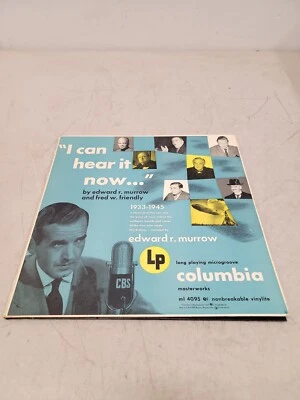 "I can
hear it
now..."
by edward r. murrow
and fred w. friendly
1933-1945
edward r. murrow
Lp
long playing microgroove
CBS
columbia
masterworks
ml 4095 nonbreakable vinylite